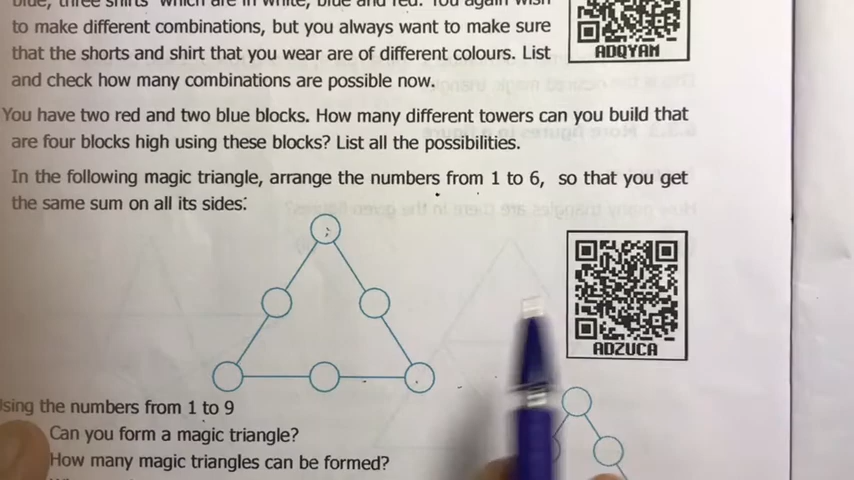 blue, three shirts which are in white, blue and red. You again wish
to make different combinations, but you always want to make sure
that the shorts and shirt that you wear are of different colours. List
and check how many combinations are possible now.
ADQYAM
You have two red and two blue blocks. How many different towers can you build that
are four blocks high using these blocks? List all the possibilities.
In the following magic triangle, arrange the numbers from 1 to 6, so that you get
the same sum on all its sides:
ADZUCA
Using the numbers from 1 to 9
Can you form a magic triangle?
How many magic triangles can be formed?